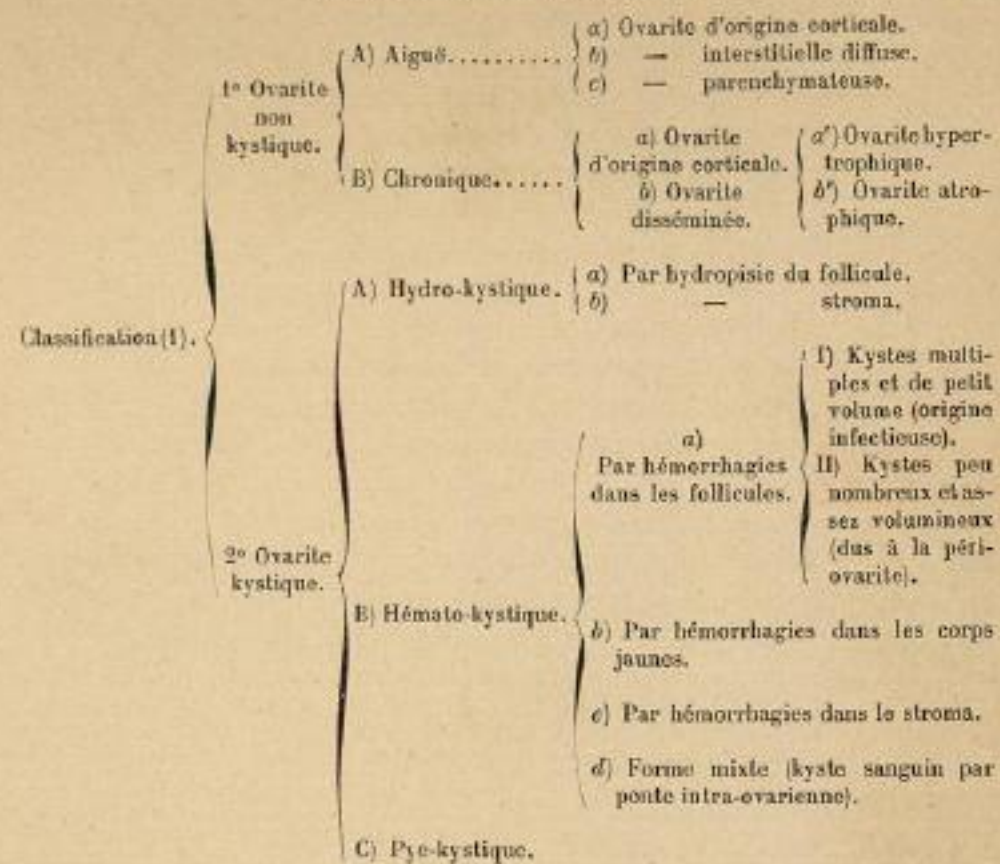 Classification (1).
1º Ovarite
non
kystique.
A) Aiguë..........
a) Ovarite d'origine corticale.
b) — interstitielle diffuse.
c) — parenchymateuse.
B) Chronique......
a) Ovarite
d'origine corticale.
b) Ovarite
disséminée.
a') Ovarite hyper-
trophique.
b') Ovarite atro-
phique.
2º Ovarite
kystique.
A) Hydro-kystique.
a) Par hydropisie du follicule.
b) — stroma.
B) Hémato-kystique.
a)
Par hémorrhagies
dans les follicules.
I) Kystes multi-
ples et de petit
volume (origine
infectieuse).
II) Kystes peu
nombreux et as-
sez volumineux
(dus à la péri-
ovarite).
b) Par hémorrhagies dans les corps
jaunes.
c) Par hémorrhagies dans le stroma.
d) Forme mixte (kyste sanguin par
ponte intra-ovarienne).
C) Pyo-kystique.